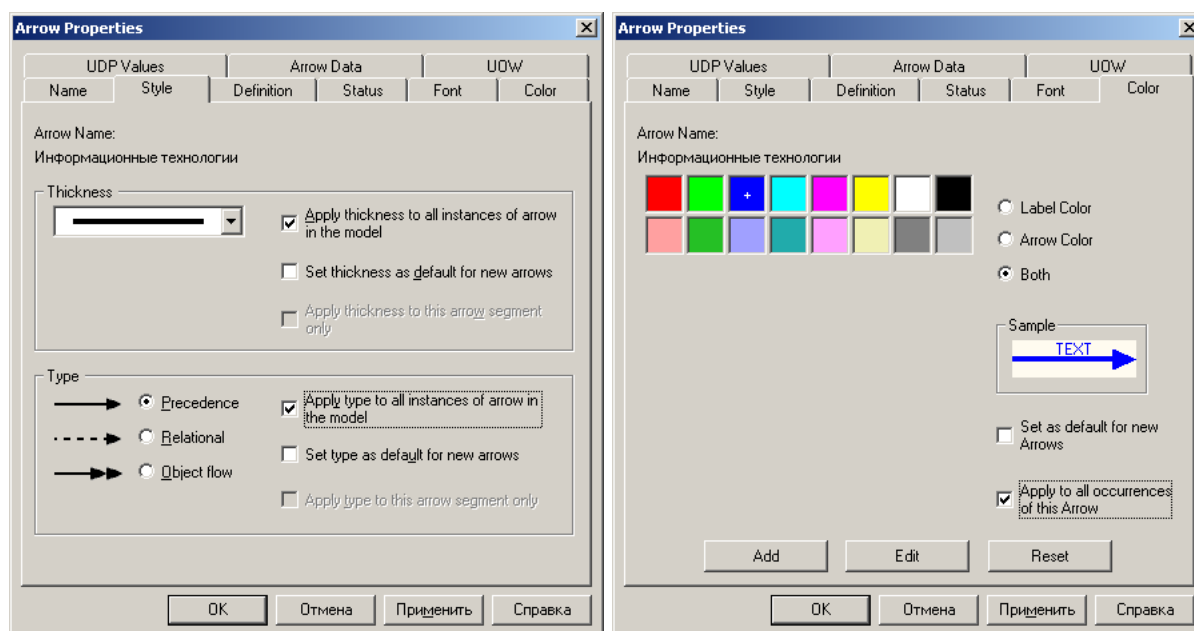 Arrow Properties
UDP Values
Arrow Data
UOW
Name
Style
Definition
Status
Font
Color
Arrow Name:
Информационные технологии
Thickness
Apply thickness to all instances of arrow
in the model
Set thickness as default for new arrows
Apply thickness to this arrow segment
only
Type
Precedence
Relational
Object flow
Apply type to all instances of arrow in
the model
Set type as default for new arrows
Apply type to this arrow segment only
OK
Отмена
Применить
Справка
Arrow Properties
UDP Values
Arrow Data
UOW
Name
Style
Definition
Status
Font
Color
Arrow Name:
Информационные технологии
Label Color
Arrow Color
Both
Sample
TEXT
Set as default for new
Arrows
Apply to all occurrences
of this Arrow
Add
Edit
Reset
OK
Отмена
Применить
Справка